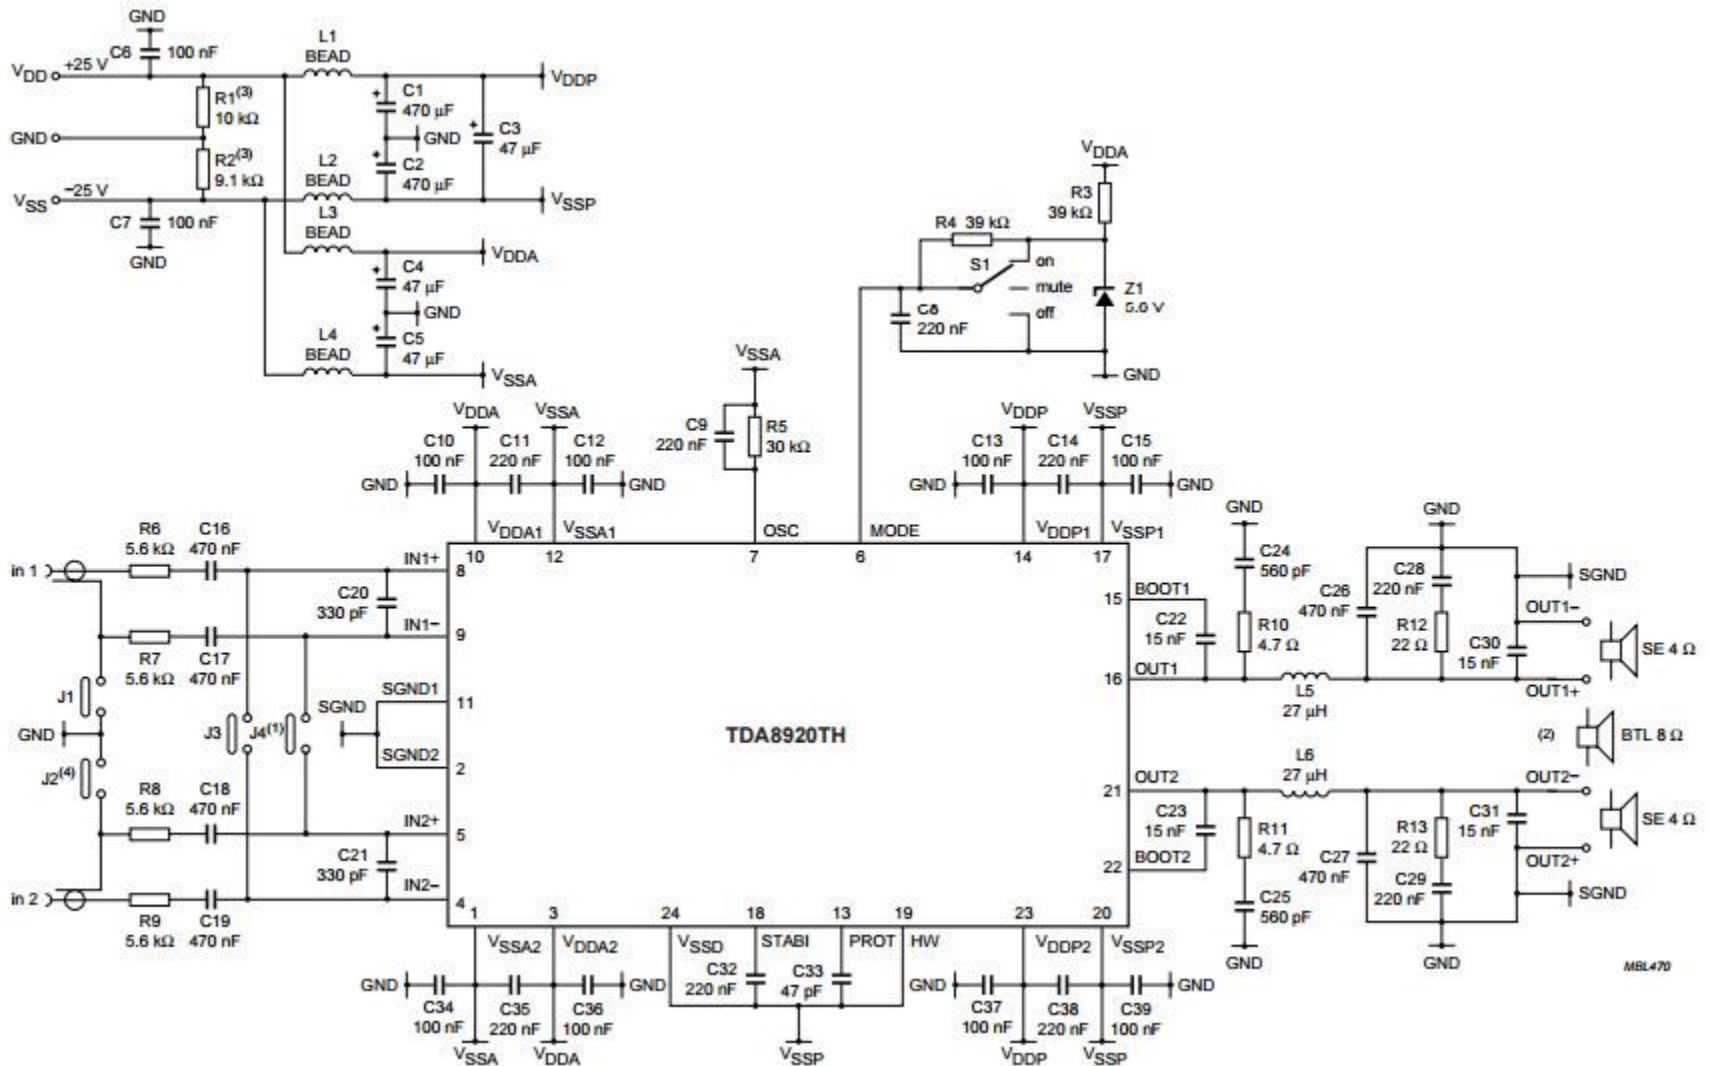 GND
C6 100 nF
VDD +25 V
L1
BEAD
VDDP
R1(3)
10 kΩ
C1
470 μF
GND
GND
C3
47 μF
R2(3)
9.1 kΩ
L2
BEAD
C2
470 μF
VSS −25 V
VSSP
C7 100 nF
GND
L3
BEAD
VDDA
C4
47 μF
GND
L4
BEAD
C5
47 μF
VSSA
VDDA
R3
39 kΩ
R4 39 kΩ
S1
on
mute
off
Z1
C8
220 nF
GND
VSSA
C9
220 nF
R5
30 kΩ
VDDA VSSA
C10 C11 C12
100 nF 220 nF 100 nF
GND GND
VDDP VSSP
C13 C14 C15
100 nF 220 nF 100 nF
GND GND
VDDA1 VSSA1 OSC MODE VDDP1 VSSP1
10 12 7 6 14 17
in 1
R6
5.6 kΩ
C16
470 nF
IN1+
8
C20
330 pF
IN1−
9
R7
5.6 kΩ
C17
470 nF
J1
GND
J2(4)
J3
J4(1)
SGND
SGND1
11
SGND2
2
R8
5.6 kΩ
C18
470 nF
IN2+
5
C21
330 pF
IN2−
4
in 2
R9
5.6 kΩ
C19
470 nF
TDA8920TH
15
BOOT1
C22
15 nF
16
OUT1
GND
C24
560 pF
R10
4.7 Ω
L5
27 μH
GND
C26
470 nF
C28
220 nF
R12
22 Ω
C30
15 nF
SGND
OUT1−
SE 4 Ω
OUT1+
(2)
BTL 8 Ω
21
OUT2
C23
15 nF
22
BOOT2
L6
27 μH
R11
4.7 Ω
C25
560 pF
GND
C27
470 nF
R13
22 Ω
C29
220 nF
GND
C31
15 nF
OUT2−
SE 4 Ω
OUT2+
SGND
1 3 24 18 13 19 23 20
VSSA2 VDDA2 VSSD STABI PROT HW VDDP2 VSSP2
GND GND
C34 C35 C36
100 nF 220 nF 100 nF
VSSA VDDA
C32
220 nF
C33
47 pF
VSSP
GND GND
C37 C38 C39
100 nF 220 nF 100 nF
VDDP VSSP
MBL470